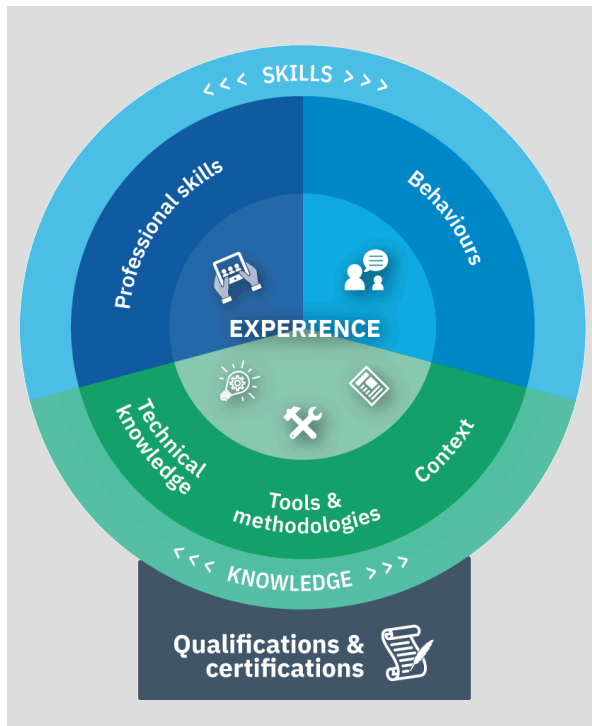 < < < SKILLS > > >
Professional skills
Behaviours
EXPERIENCE
Technical
knowledge
Tools &
methodologies
Context
< < < KNOWLEDGE > > >
Qualifications &
certifications